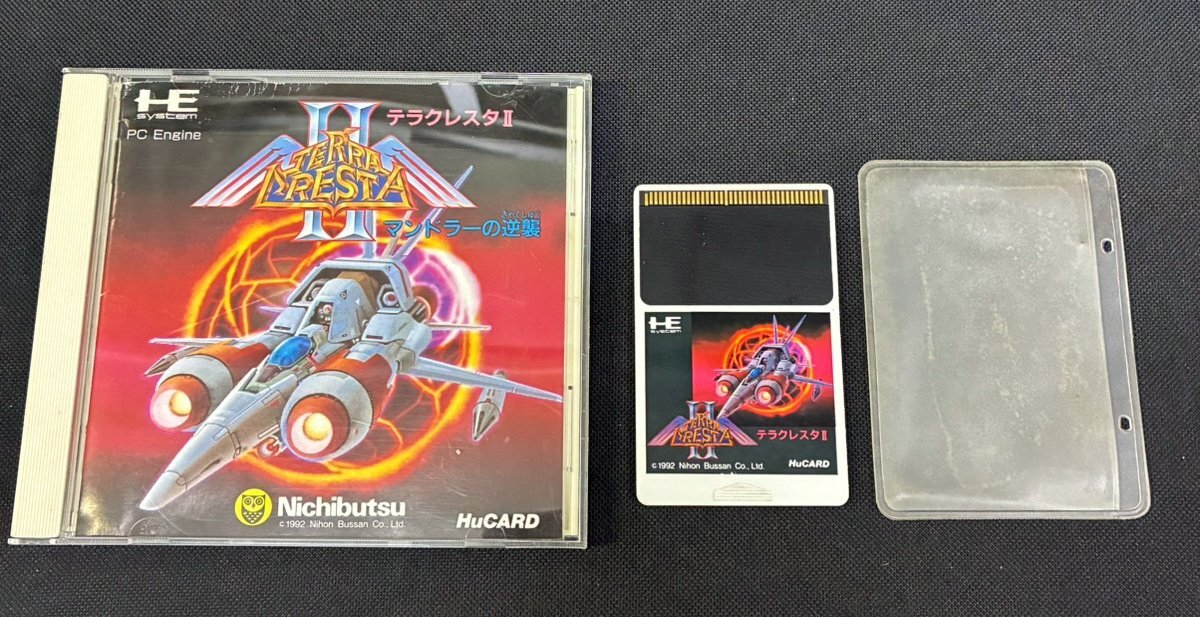 HE
system
PC Engine
テラクレスタII
II
TERRA
CRESTA
きゃくしゅう
マンドラーの逆襲
Nichibutsu
©1992 Nihon Bussan Co., Ltd.
HuCARD
HE
system
II
TERRA
CRESTA
テラクレスタII
©1992 Nihon Bussan Co., Ltd.
HuCARD